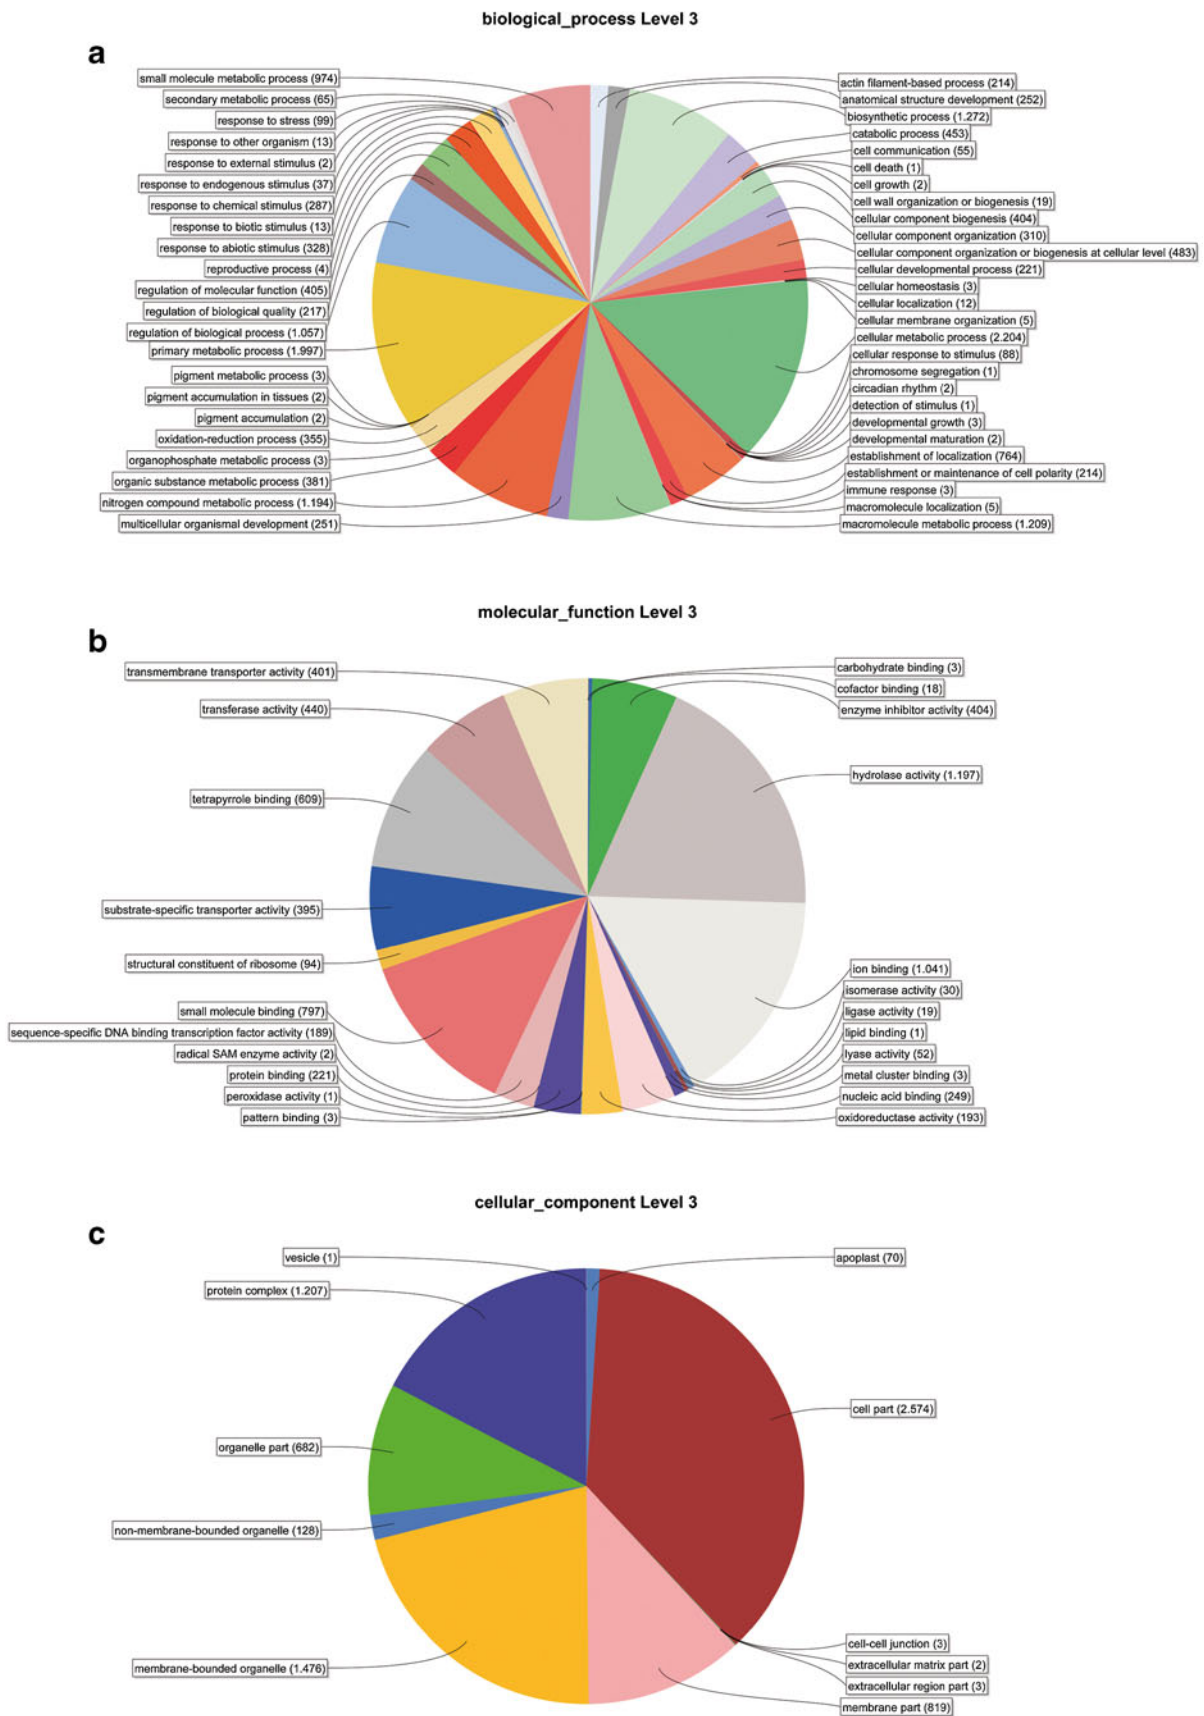 biological_process Level 3
a
small molecule metabolic process (974)
secondary metabolic process (65)
response to stress (99)
response to other organism (13)
response to external stimulus (2)
response to endogenous stimulus (37)
response to chemical stimulus (287)
response to biotic stimulus (13)
response to abiotic stimulus (328)
reproductive process (4)
regulation of molecular function (405)
regulation of biological quality (217)
regulation of biological process (1.057)
primary metabolic process (1.997)
pigment metabolic process (3)
pigment accumulation in tissues (2)
pigment accumulation (2)
oxidation-reduction process (355)
organophosphate metabolic process (3)
organic substance metabolic process (381)
nitrogen compound metabolic process (1.194)
multicellular organismal development (251)
actin filament-based process (214)
anatomical structure development (252)
biosynthetic process (1.272)
catabolic process (453)
cell communication (55)
cell death (1)
cell growth (2)
cell wall organization or biogenesis (19)
cellular component biogenesis (404)
cellular component organization (310)
cellular component organization or biogenesis at cellular level (483)
cellular developmental process (221)
cellular homeostasis (3)
cellular localization (12)
cellular membrane organization (5)
cellular metabolic process (2.204)
cellular response to stimulus (88)
chromosome segregation (1)
circadian rhythm (2)
detection of stimulus (1)
developmental growth (3)
developmental maturation (2)
establishment of localization (764)
establishment or maintenance of cell polarity (214)
immune response (3)
macromolecule localization (5)
macromolecule metabolic process (1.209)
molecular_function Level 3
b
transmembrane transporter activity (401)
transferase activity (440)
tetrapyrrole binding (609)
substrate-specific transporter activity (395)
structural constituent of ribosome (94)
small molecule binding (797)
sequence-specific DNA binding transcription factor activity (189)
radical SAM enzyme activity (2)
protein binding (221)
peroxidase activity (1)
pattern binding (3)
carbohydrate binding (3)
cofactor binding (18)
enzyme inhibitor activity (404)
hydrolase activity (1.197)
ion binding (1.041)
isomerase activity (30)
ligase activity (19)
lipid binding (1)
lyase activity (52)
metal cluster binding (3)
nucleic acid binding (249)
oxidoreductase activity (193)
cellular_component Level 3
c
vesicle (1)
protein complex (1.207)
organelle part (682)
non-membrane-bounded organelle (128)
membrane-bounded organelle (1.476)
apoplast (70)
cell part (2.574)
cell-cell junction (3)
extracellular matrix part (2)
extracellular region part (3)
membrane part (819)